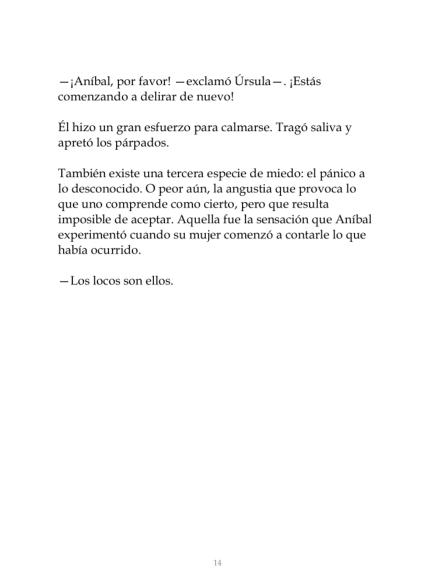 —¡Aníbal, por favor! —exclamó Úrsula—. ¡Estás
comenzando a delirar de nuevo!
Él hizo un gran esfuerzo para calmarse. Tragó saliva y
apretó los párpados.
También existe una tercera especie de miedo: el pánico a
lo desconocido. O peor aún, la angustia que provoca lo
que uno comprende como cierto, pero que resulta
imposible de aceptar. Aquella fue la sensación que Aníbal
experimentó cuando su mujer comenzó a contarle lo que
había ocurrido.
—Los locos son ellos.
14